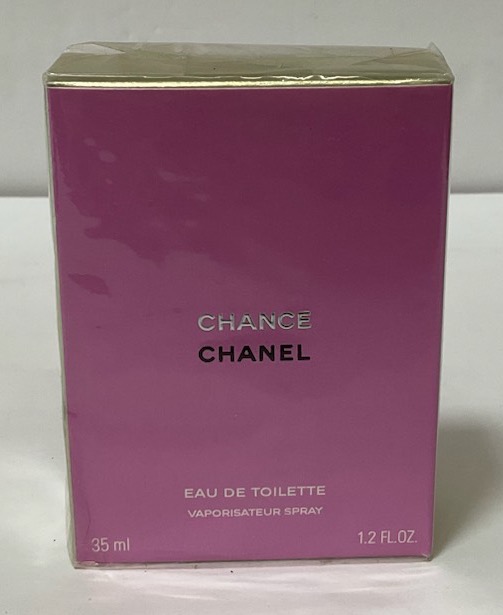 CHANCE
CHANEL
EAU DE TOILETTE
VAPORISATEUR SPRAY
35 ml
1.2 FL.OZ.